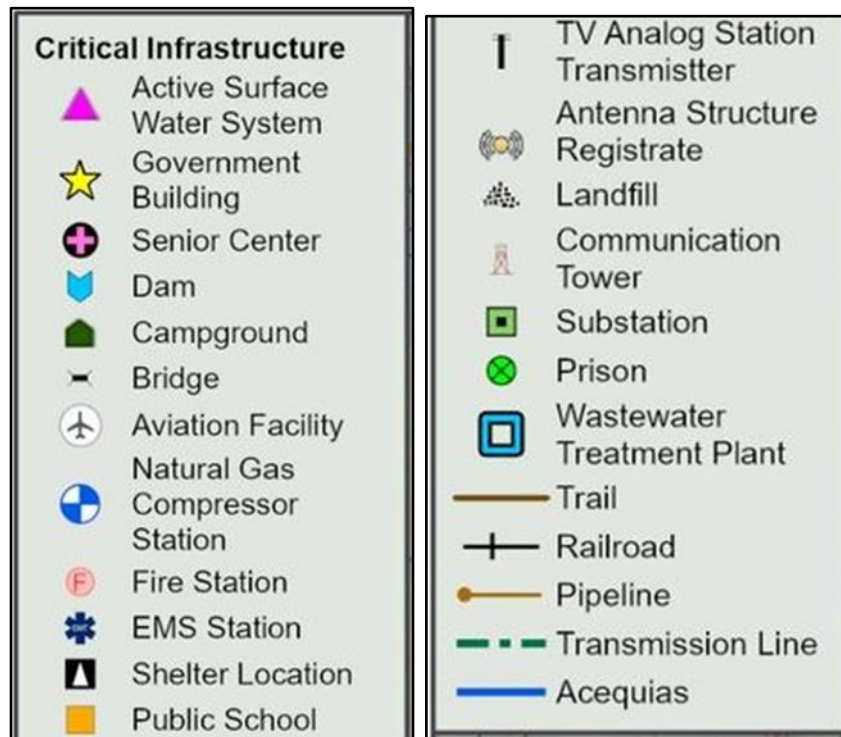 Critical Infrastructure
Active Surface
Water System
Government
Building
Senior Center
Dam
Campground
Bridge
Aviation Facility
Natural Gas
Compressor
Station
F
Fire Station
EMS Station
Shelter Location
Public School
TV Analog Station
Transmistter
Antenna Structure
Registrate
Landfill
Communication
Tower
Substation
Prison
Wastewater
Treatment Plant
Trail
Railroad
Pipeline
Transmission Line
Acequias